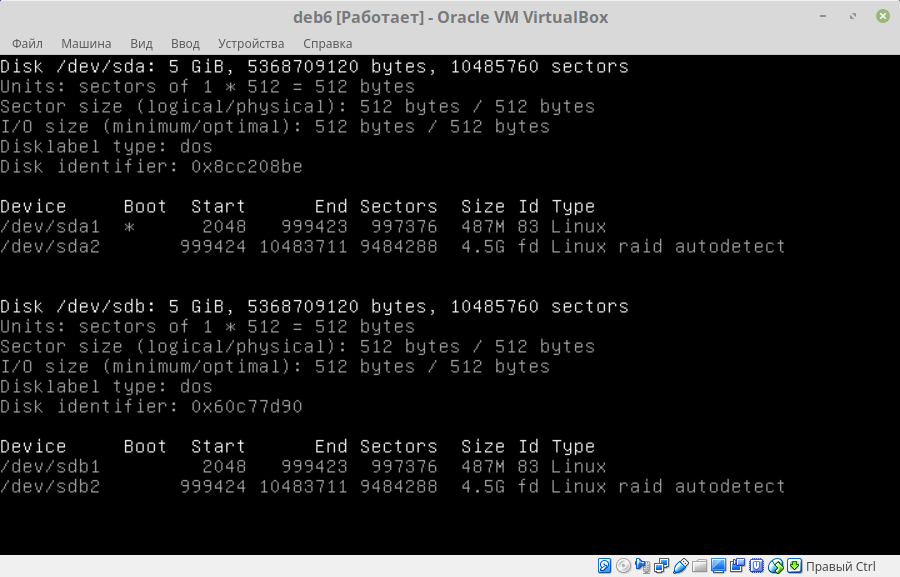 deb6 [Работает] - Oracle VM VirtualBox
Файл Машина Вид Ввод Устройства Справка
Disk /dev/sda: 5 GiB, 5368709120 bytes, 10485760 sectors
Units: sectors of 1 * 512 = 512 bytes
Sector size (logical/physical): 512 bytes / 512 bytes
I/O size (minimum/optimal): 512 bytes / 512 bytes
Disklabel type: dos
Disk identifier: 0x8cc208be
Device     Boot  Start      End Sectors  Size Id Type
/dev/sda1  *      2048   999423  997376  487M 83 Linux
/dev/sda2       999424 10483711 9484288  4.5G fd Linux raid autodetect
Disk /dev/sdb: 5 GiB, 5368709120 bytes, 10485760 sectors
Units: sectors of 1 * 512 = 512 bytes
Sector size (logical/physical): 512 bytes / 512 bytes
I/O size (minimum/optimal): 512 bytes / 512 bytes
Disklabel type: dos
Disk identifier: 0x60c77d90
Device     Boot  Start      End Sectors  Size Id Type
/dev/sdb1         2048   999423  997376  487M 83 Linux
/dev/sdb2       999424 10483711 9484288  4.5G fd Linux raid autodetect
Правый Ctrl